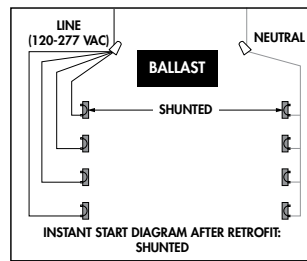 LINE
(120-277 VAC)
NEUTRAL
BALLAST
SHUNTED
INSTANT START DIAGRAM AFTER RETROFIT:
SHUNTED